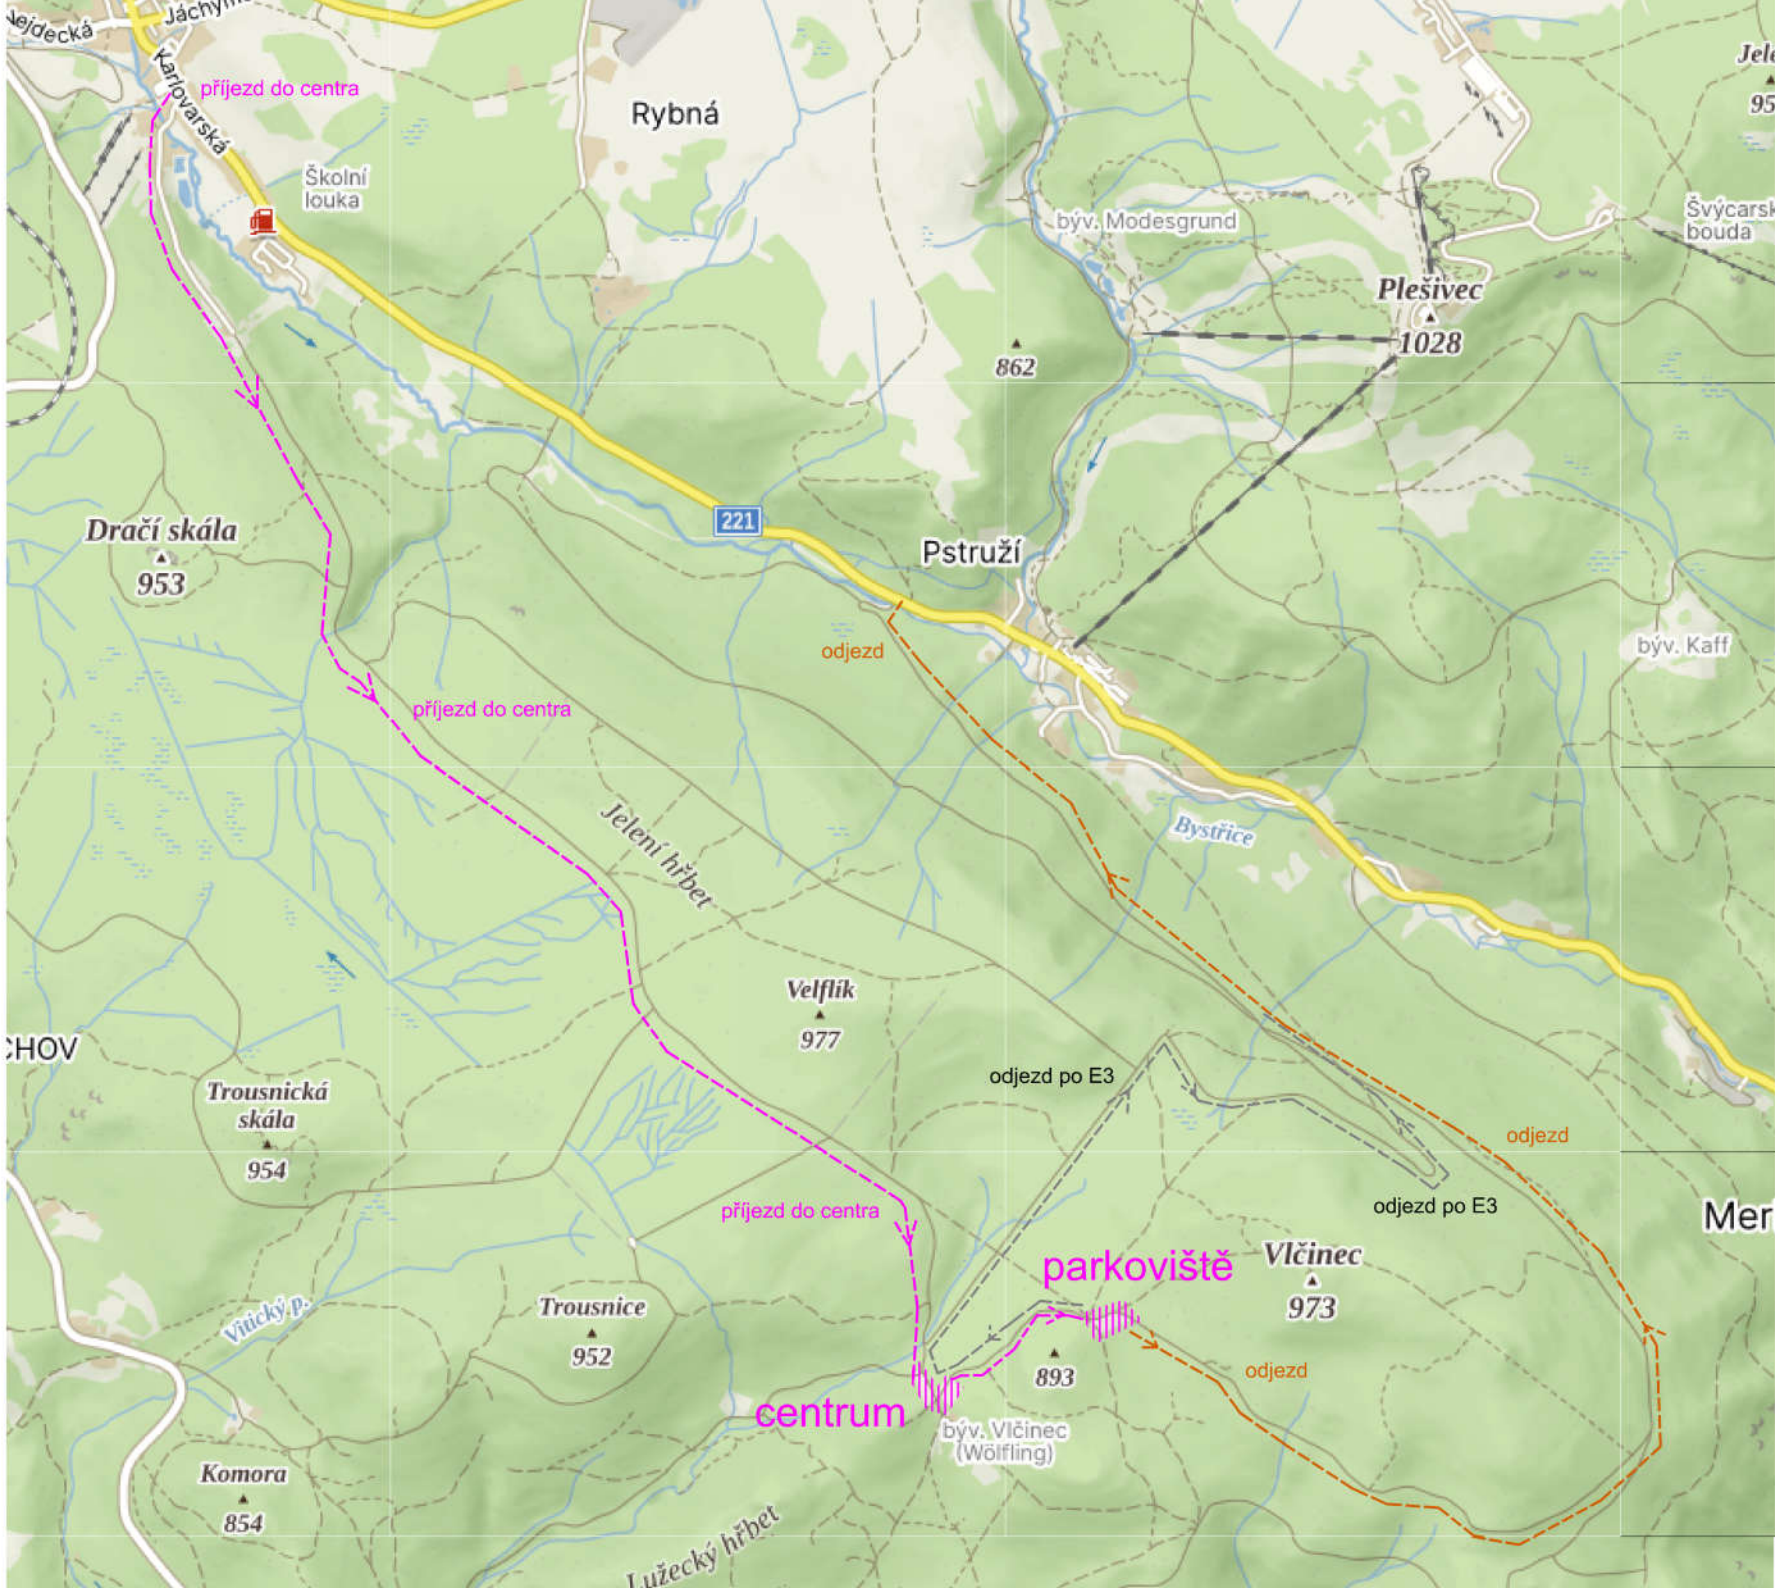 Jáchym
Nejdecká
Karlovarská
příjezd do centra
Rybná
Jele
95
Školní
louka
býv. Modesgrund
Švýcarsk
bouda
Plešivec
1028
862
221
Dračí skála
953
Pstruží
odjezd
býv. Kaff
příjezd do centra
Jelení hřbet
Bystřice
Velflík
977
CHOV
odjezd po E3
Trousnická
skála
954
odjezd
příjezd do centra
odjezd po E3
Mer
parkoviště
Vlčinec
973
Vitický p.
Trousnice
952
893
odjezd
centrum
býv. Vlčinec
(Wölfling)
Komora
854
Lužecký hřbet